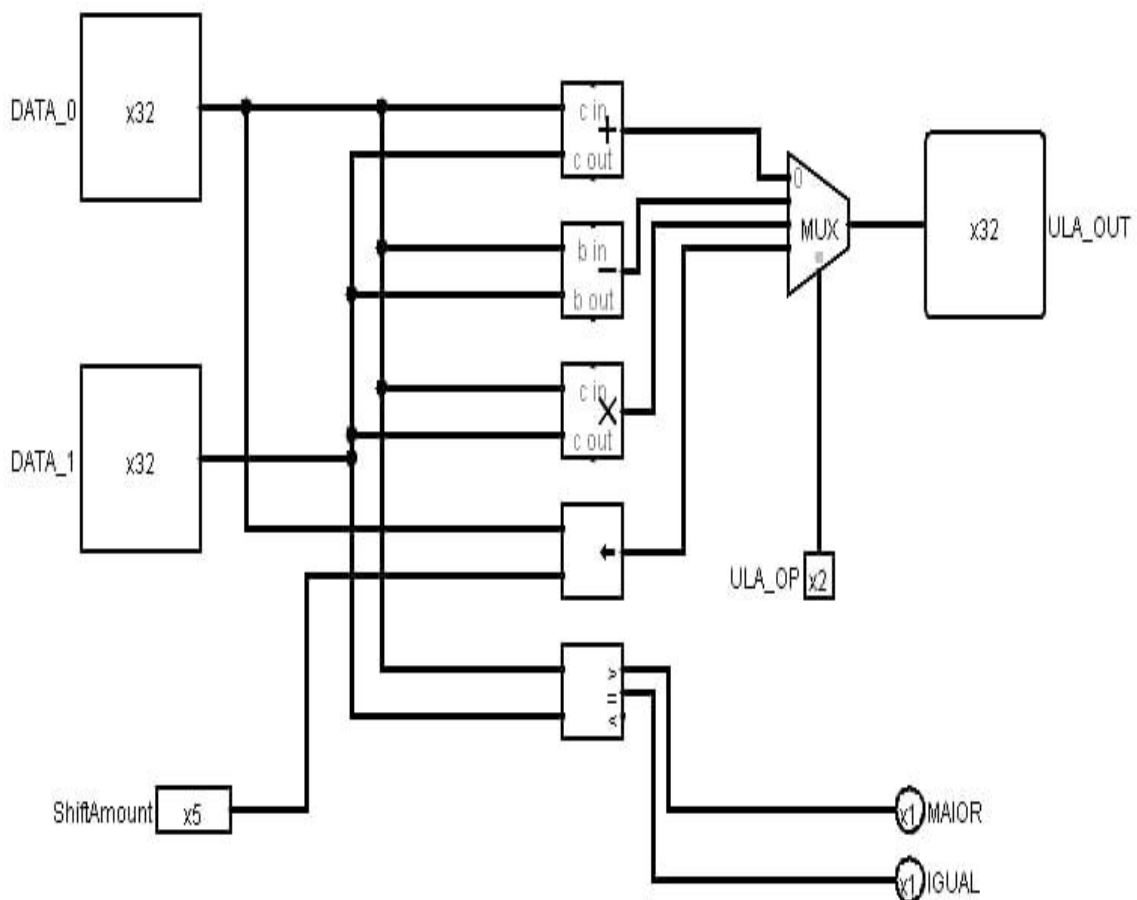 DATA_0
x32
c in
+
c out
0
MUX
x32
ULA_OUT
b in
−
b out
DATA_1
x32
c in
×
c out
ULA_OP
x2
>
=
<
ShiftAmount
x5
x1
MAIOR
x1
IGUAL